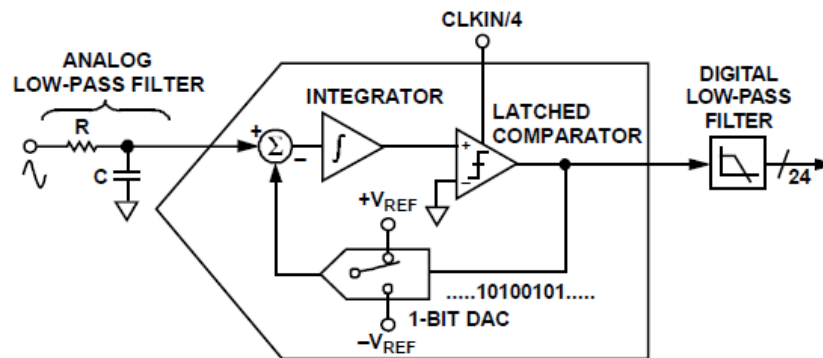 CLKIN/4
ANALOG
LOW-PASS FILTER
R
C
+
Σ
–
INTEGRATOR
∫
LATCHED
COMPARATOR
+
–
DIGITAL
LOW-PASS
FILTER
24
+VREF
.....10100101.....
1-BIT DAC
–VREF